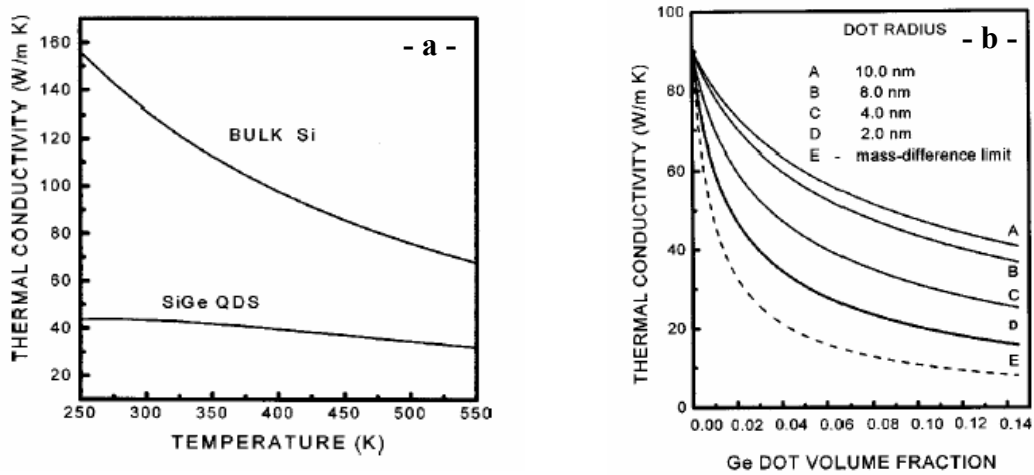 - a -
THERMAL CONDUCTIVITY (W/m K)
160
140
120
100
80
60
40
20
BULK Si
SiGe QDS
250 300 350 400 450 500 550
TEMPERATURE (K)
- b -
THERMAL CONDUCTIVITY (W/m K)
100
80
60
40
20
0
DOT RADIUS
A 10.0 nm
B 8.0 nm
C 4.0 nm
D 2.0 nm
E - mass-difference limit
A
B
C
D
E
0.00 0.02 0.04 0.06 0.08 0.10 0.12 0.14
Ge DOT VOLUME FRACTION